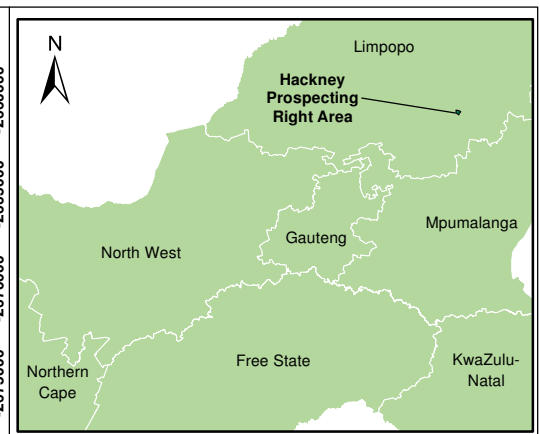 N
Limpopo
Hackney
Prospecting
Right Area
Mpumalanga
Gauteng
North West
Free State
Northern
Cape
KwaZulu-
Natal